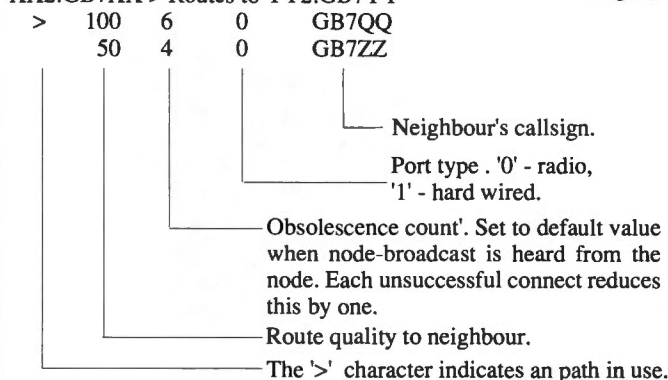 > 100 6 0 GB7QQ
50 4 0 GB7ZZ
Neighbour's callsign.
Port type . '0' - radio,
'1' - hard wired.
Obsolescence count'. Set to default value
when node-broadcast is heard from the
node. Each unsuccessful connect reduces
this by one.
Route quality to neighbour.
The '>' character indicates an path in use.